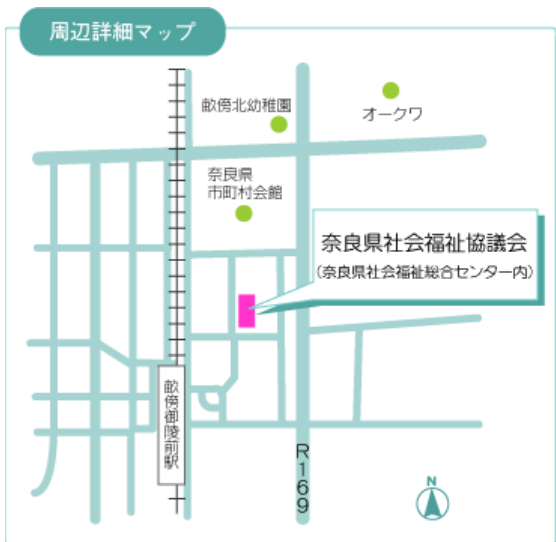 周辺詳細マップ
畝傍北幼稚園
オークワ
奈良県
市町村会館
奈良県社会福祉協議会
(奈良県社会福祉総合センター内)
畝傍御陵前駅
R169
N